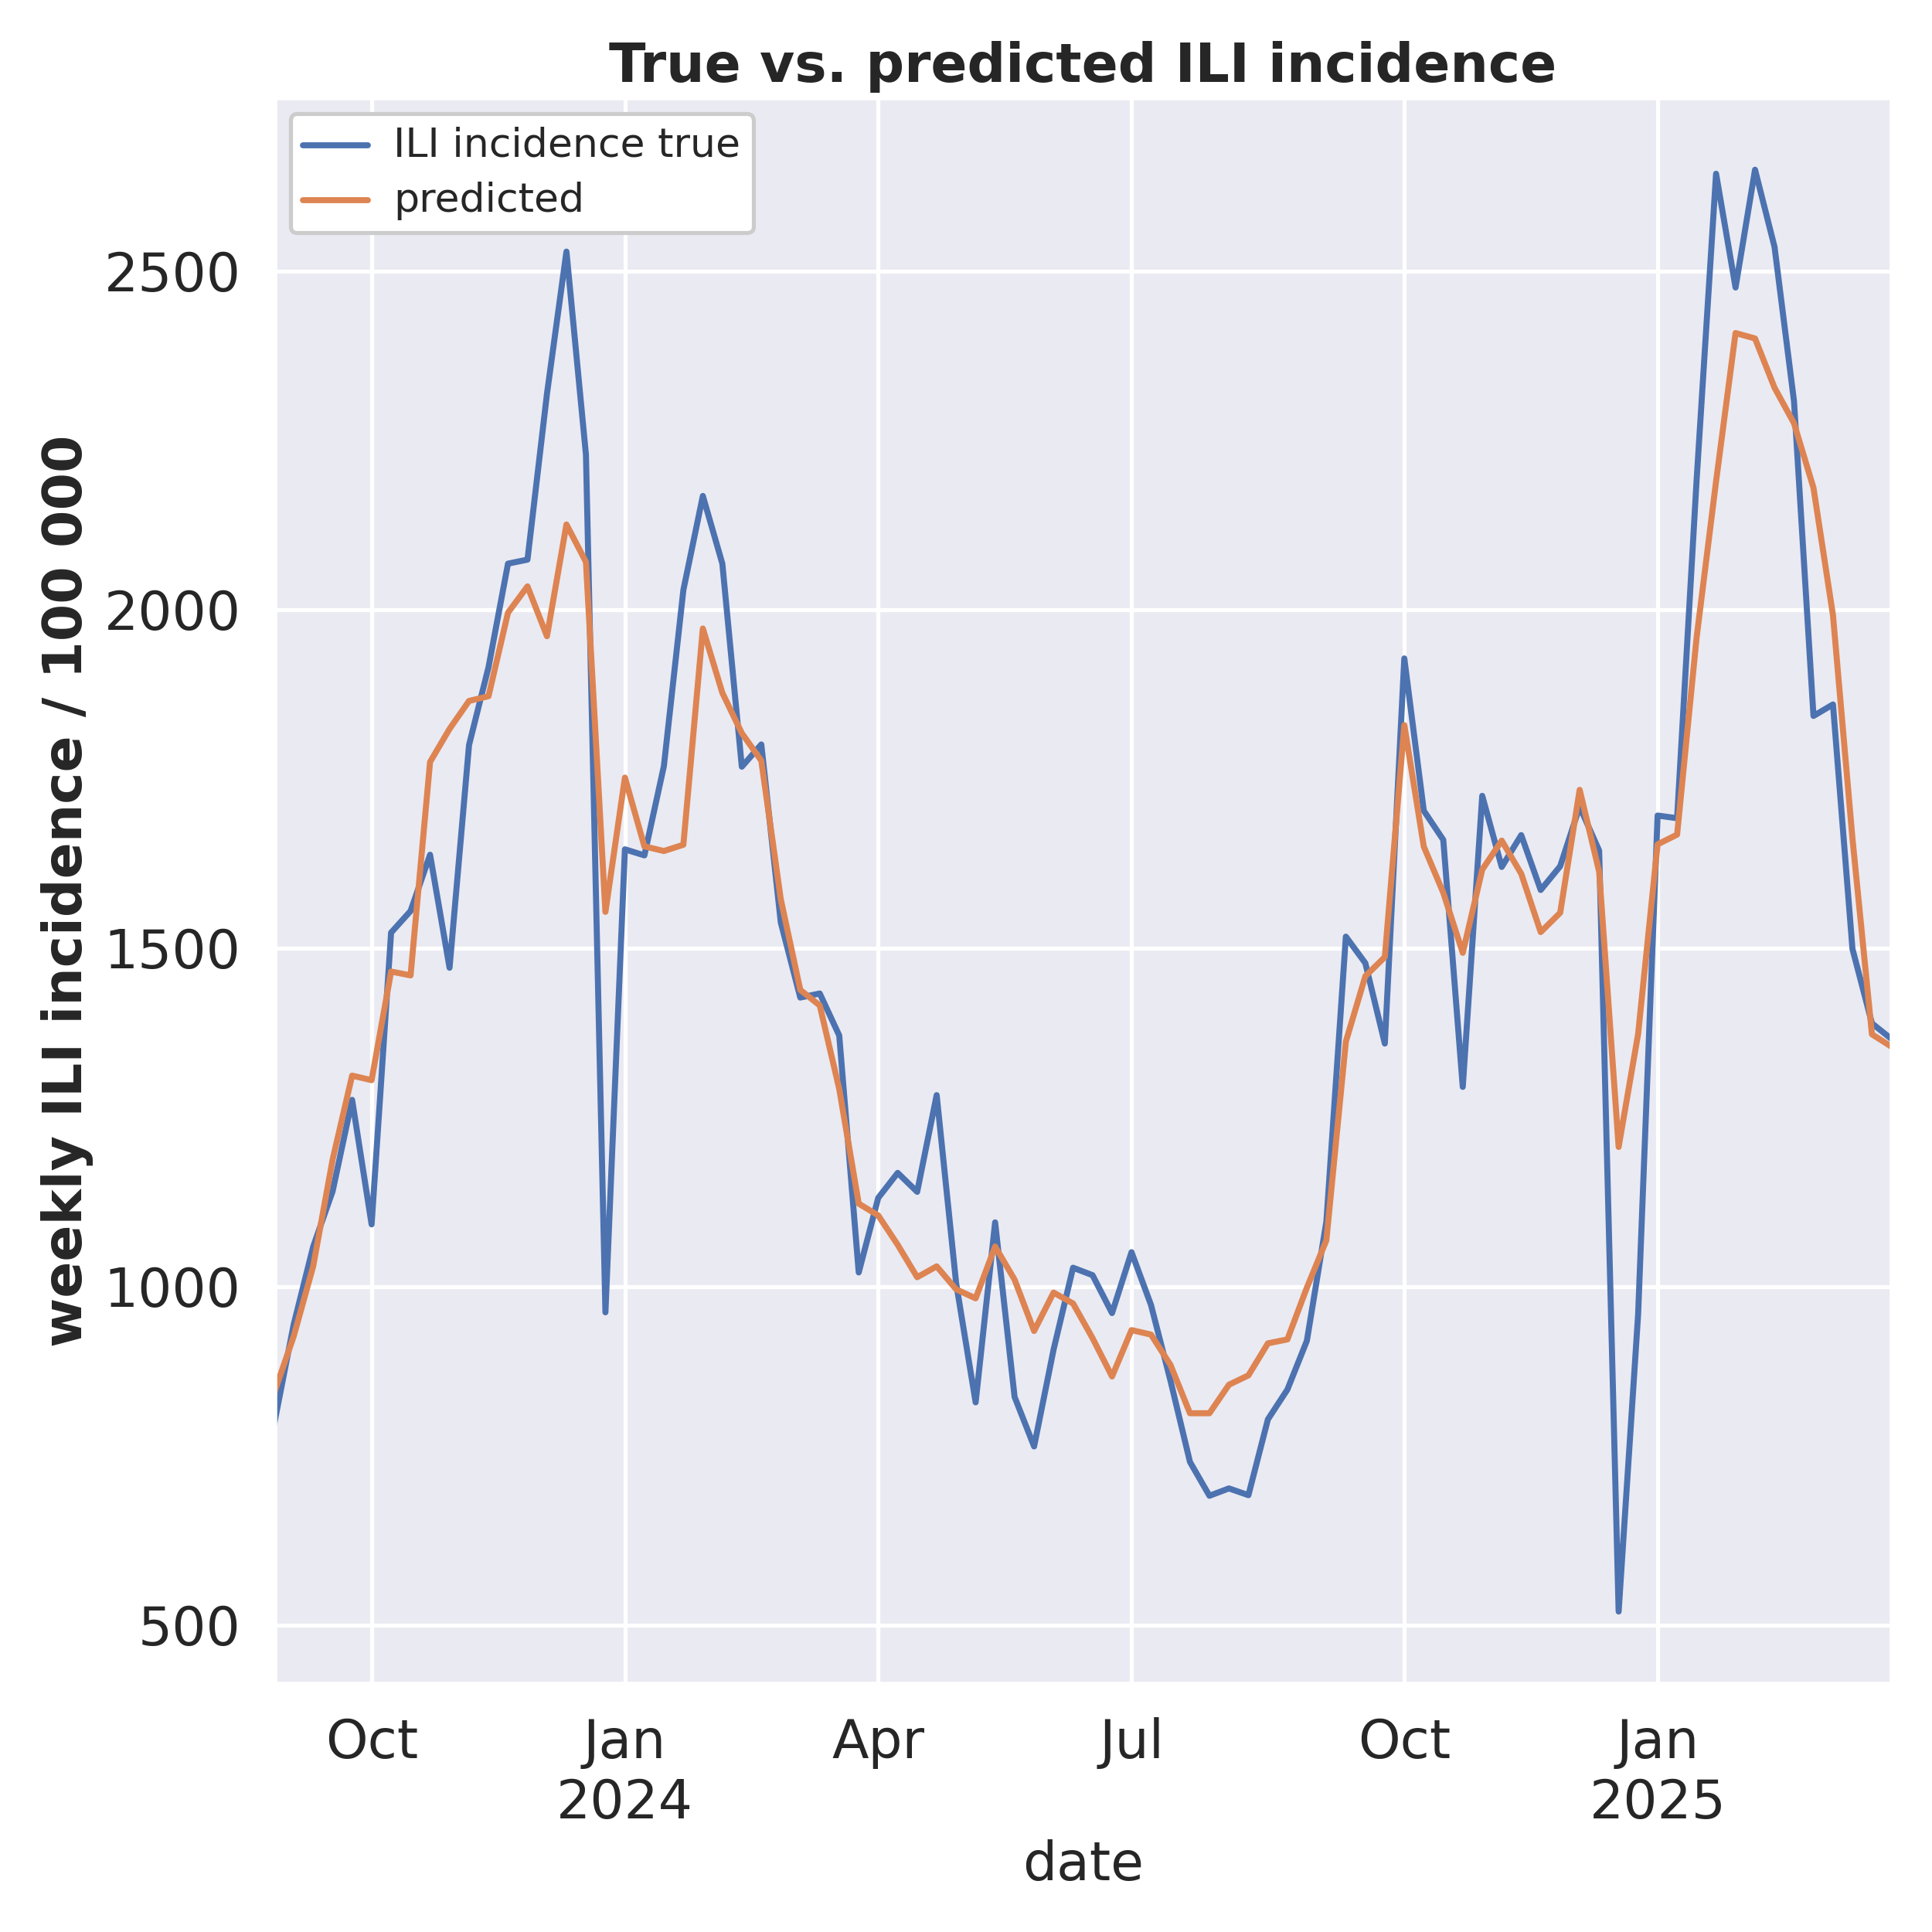 True vs. predicted ILI incidence
ILI incidence true
predicted
weekly ILI incidence / 100 000
2500
2000
1500
1000
500
Oct
Jan
2024
Apr
Jul
Oct
Jan
2025
date